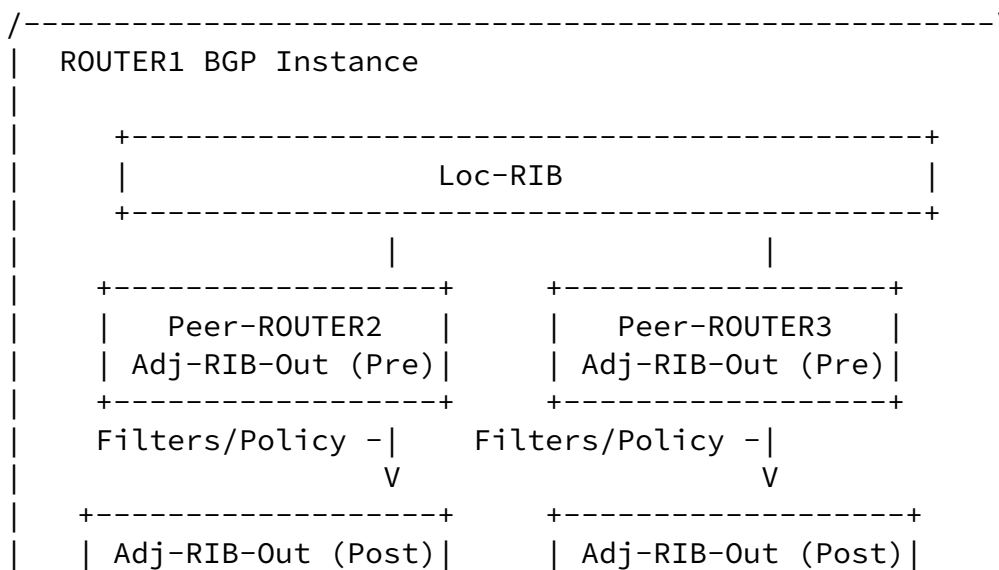 /------------------------------------------------------\
| ROUTER1 BGP Instance
|
|      +--------------------------------------------+
|      |                 Loc-RIB                    |
|      +--------------------------------------------+
|                     |                    |
|     +------------------+     +------------------+
|     |   Peer-ROUTER2   |     |   Peer-ROUTER3   |
|     | Adj-RIB-Out (Pre)|     | Adj-RIB-Out (Pre)|
|     +------------------+     +------------------+
|     Filters/Policy -|    Filters/Policy -|
|                     V                    V
|    +-------------------+     +-------------------+
|    | Adj-RIB-Out (Post)|     | Adj-RIB-Out (Post)|